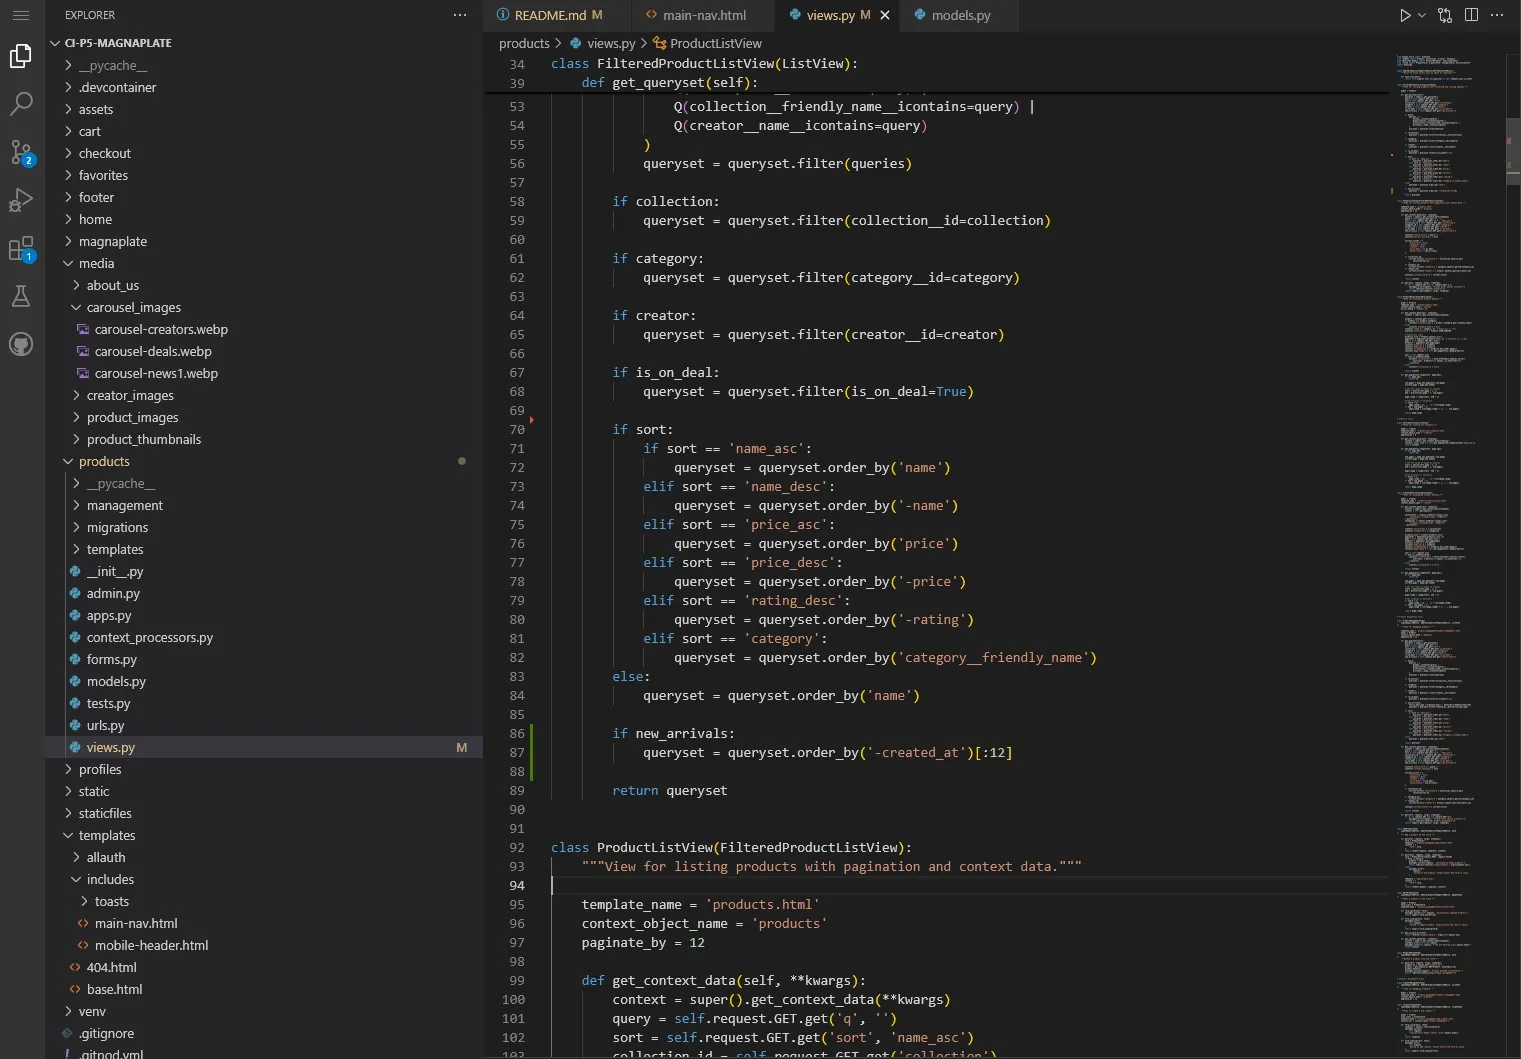 EXPLORER
CI-P5-MAGNAPLATE
__pycache__
.devcontainer
assets
cart
checkout
favorites
footer
home
magnaplate
media
about_us
carousel_images
carousel-creators.webp
carousel-deals.webp
carousel-news1.webp
creator_images
product_images
product_thumbnails
products
__pycache__
management
migrations
templates
__init__.py
admin.py
apps.py
context_processors.py
forms.py
models.py
tests.py
urls.py
views.py M
profiles
static
staticfiles
templates
allauth
includes
toasts
main-nav.html
mobile-header.html
404.html
base.html
venv
.gitignore
.gitpod.yml
2
1
README.md M main-nav.html views.py M models.py
products > views.py > ProductListView
34 class FilteredProductListView(ListView):
39 def get_queryset(self):
53 Q(collection__friendly_name__icontains=query) |
54 Q(creator__name__icontains=query)
55 )
56 queryset = queryset.filter(queries)
57
58 if collection:
59 queryset = queryset.filter(collection__id=collection)
60
61 if category:
62 queryset = queryset.filter(category__id=category)
63
64 if creator:
65 queryset = queryset.filter(creator__id=creator)
66
67 if is_on_deal:
68 queryset = queryset.filter(is_on_deal=True)
69
70 if sort:
71 if sort == 'name_asc':
72 queryset = queryset.order_by('name')
73 elif sort == 'name_desc':
74 queryset = queryset.order_by('-name')
75 elif sort == 'price_asc':
76 queryset = queryset.order_by('price')
77 elif sort == 'price_desc':
78 queryset = queryset.order_by('-price')
79 elif sort == 'rating_desc':
80 queryset = queryset.order_by('-rating')
81 elif sort == 'category':
82 queryset = queryset.order_by('category__friendly_name')
83 else:
84 queryset = queryset.order_by('name')
85
86 if new_arrivals:
87 queryset = queryset.order_by('-created_at')[:12]
88
89 return queryset
90
91
92 class ProductListView(FilteredProductListView):
93 """View for listing products with pagination and context data."""
94
95 template_name = 'products.html'
96 context_object_name = 'products'
97 paginate_by = 12
98
99 def get_context_data(self, **kwargs):
100 context = super().get_context_data(**kwargs)
101 query = self.request.GET.get('q', '')
102 sort = self.request.GET.get('sort', 'name_asc')
103 collection_id = self.request.GET.get('collection')